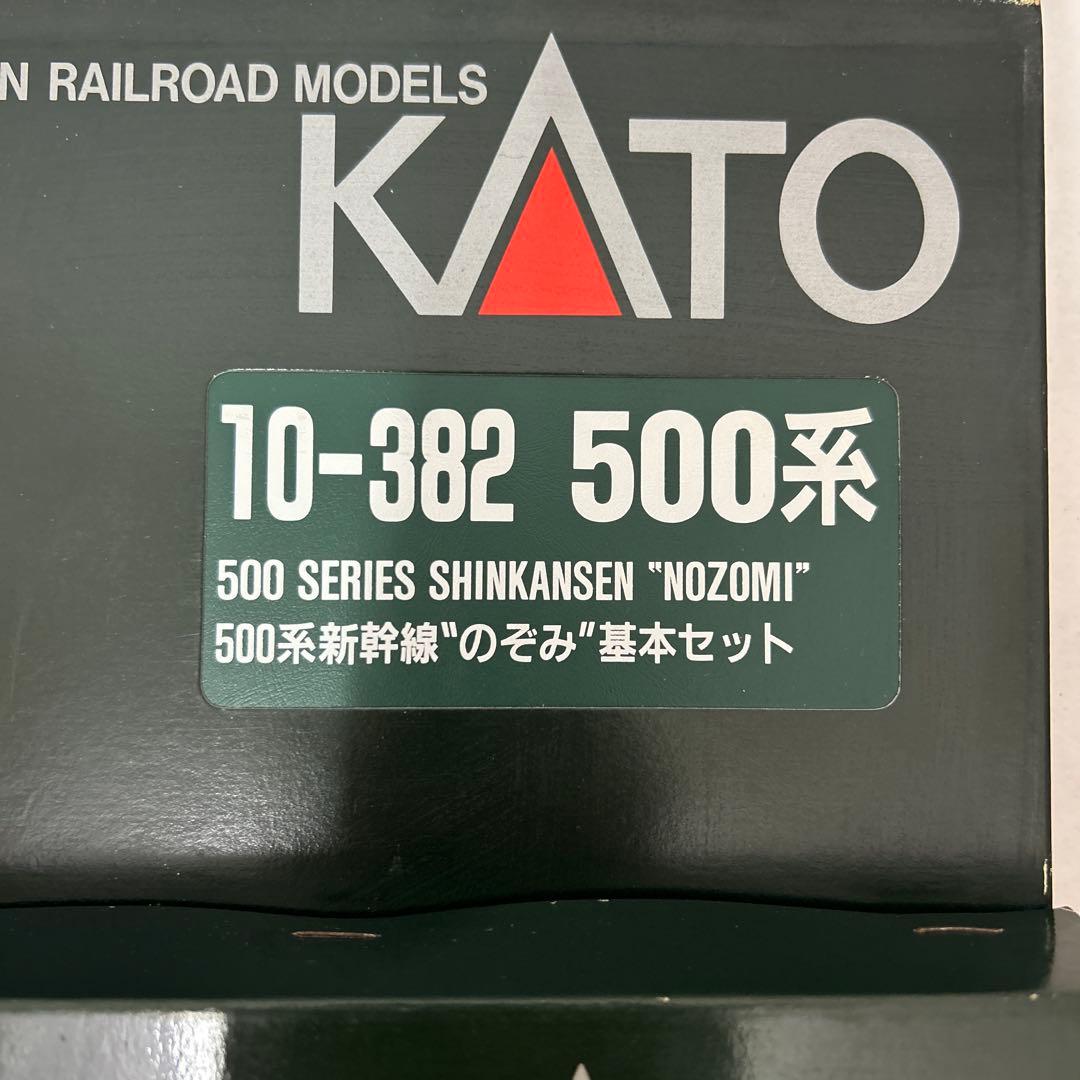 N RAILROAD MODELS
KATO
10-382 500系
500 SERIES SHINKANSEN “NOZOMI”
500系新幹線“のぞみ”基本セット